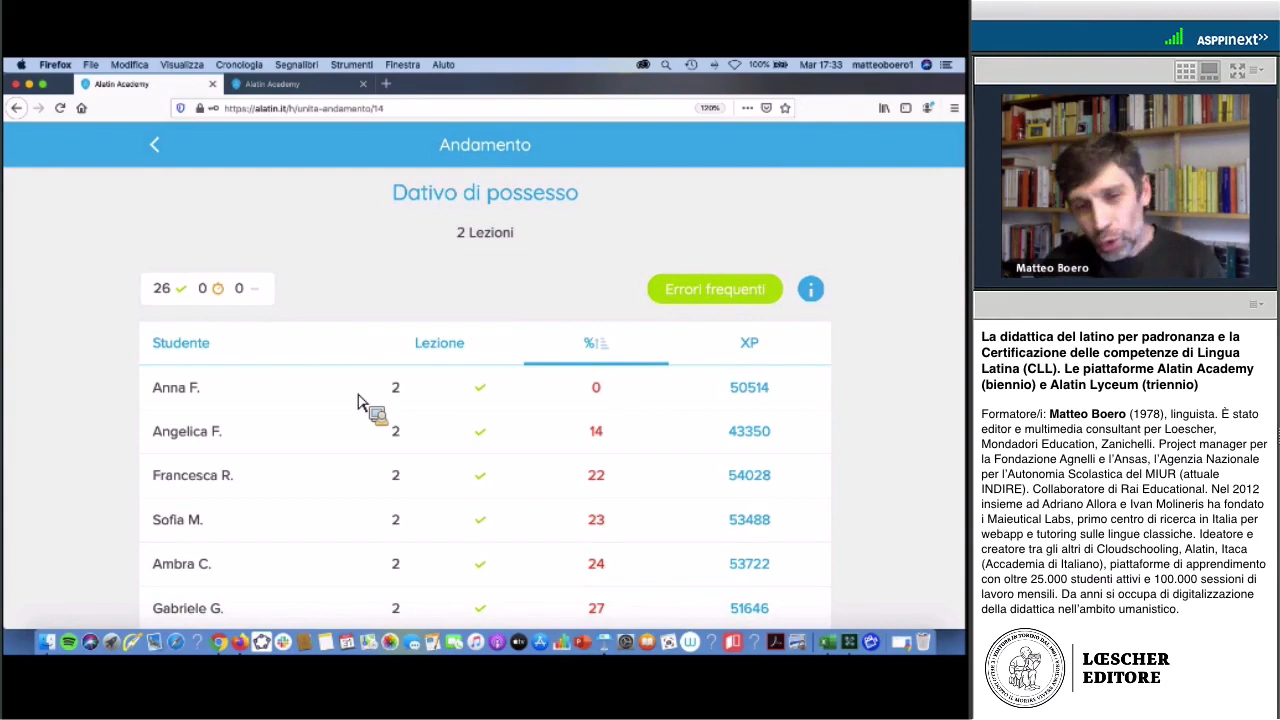 Firefox File Modifica Visualizza Cronologia Segnalibri Strumenti Finestra Aiuto 100% Mar 17:33 matteoboero1
Alatin Academy Alatin Academy
https://alatin.it/h/unita-andamento/14 120%
Andamento
Dativo di possesso
2 Lezioni
26 0 0 Errori frequenti
Studente Lezione % XP
Anna F. 2 0 50514
Angelica F. 2 14 43350
Francesca R. 2 22 54028
Sofia M. 2 23 53488
Ambra C. 2 24 53722
Gabriele G. 2 27 51646
ASPPInext>>
Matteo Boero
La didattica del latino per padronanza e la
Certificazione delle competenze di Lingua
Latina (CLL). Le piattaforme Alatin Academy
(biennio) e Alatin Lyceum (triennio)
Formatore/i: Matteo Boero (1978), linguista. È stato
editor e multimedia consultant per Loescher,
Mondadori Education, Zanichelli. Project manager per
la Fondazione Agnelli e l'Ansas, l'Agenzia Nazionale
per l'Autonomia Scolastica del MIUR (attuale
INDIRE). Collaboratore di Rai Educational. Nel 2012
insieme ad Adriano Allora e Ivan Molineris ha fondato
i Maieutical Labs, primo centro di ricerca in Italia per
webapp e tutoring sulle lingue classiche. Ideatore e
creatore tra gli altri di Cloudschooling, Alatin, Itaca
(Accademia di Italiano), piattaforme di apprendimento
con oltre 25.000 studenti attivi e 100.000 sessioni di
lavoro mensili. Da anni si occupa di digitalizzazione
della didattica nell'ambito umanistico.
LŒSCHER
EDITORE